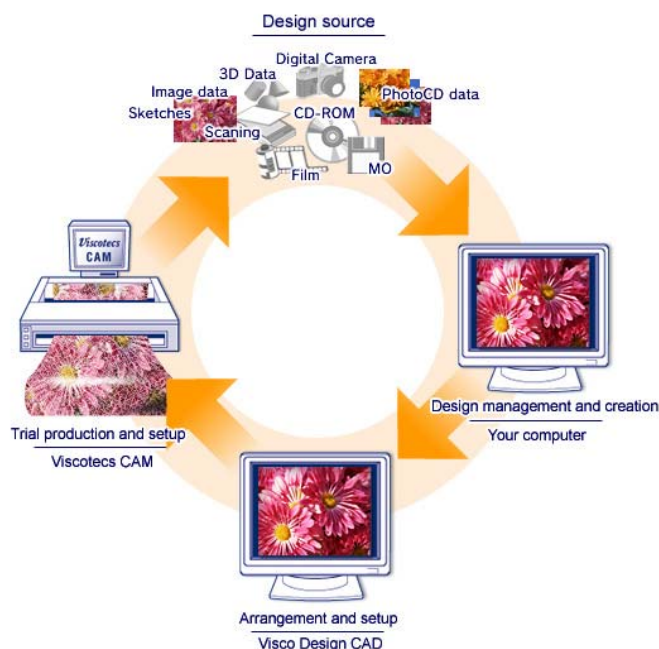 Design source
Digital Camera
3D Data
Image data
PhotoCD data
Sketches
CD-ROM
Scaning
MO
Film
Viscotecs
CAM
Design management and creation
Your computer
Trial production and setup
Viscotecs CAM
Arrangement and setup
Visco Design CAD